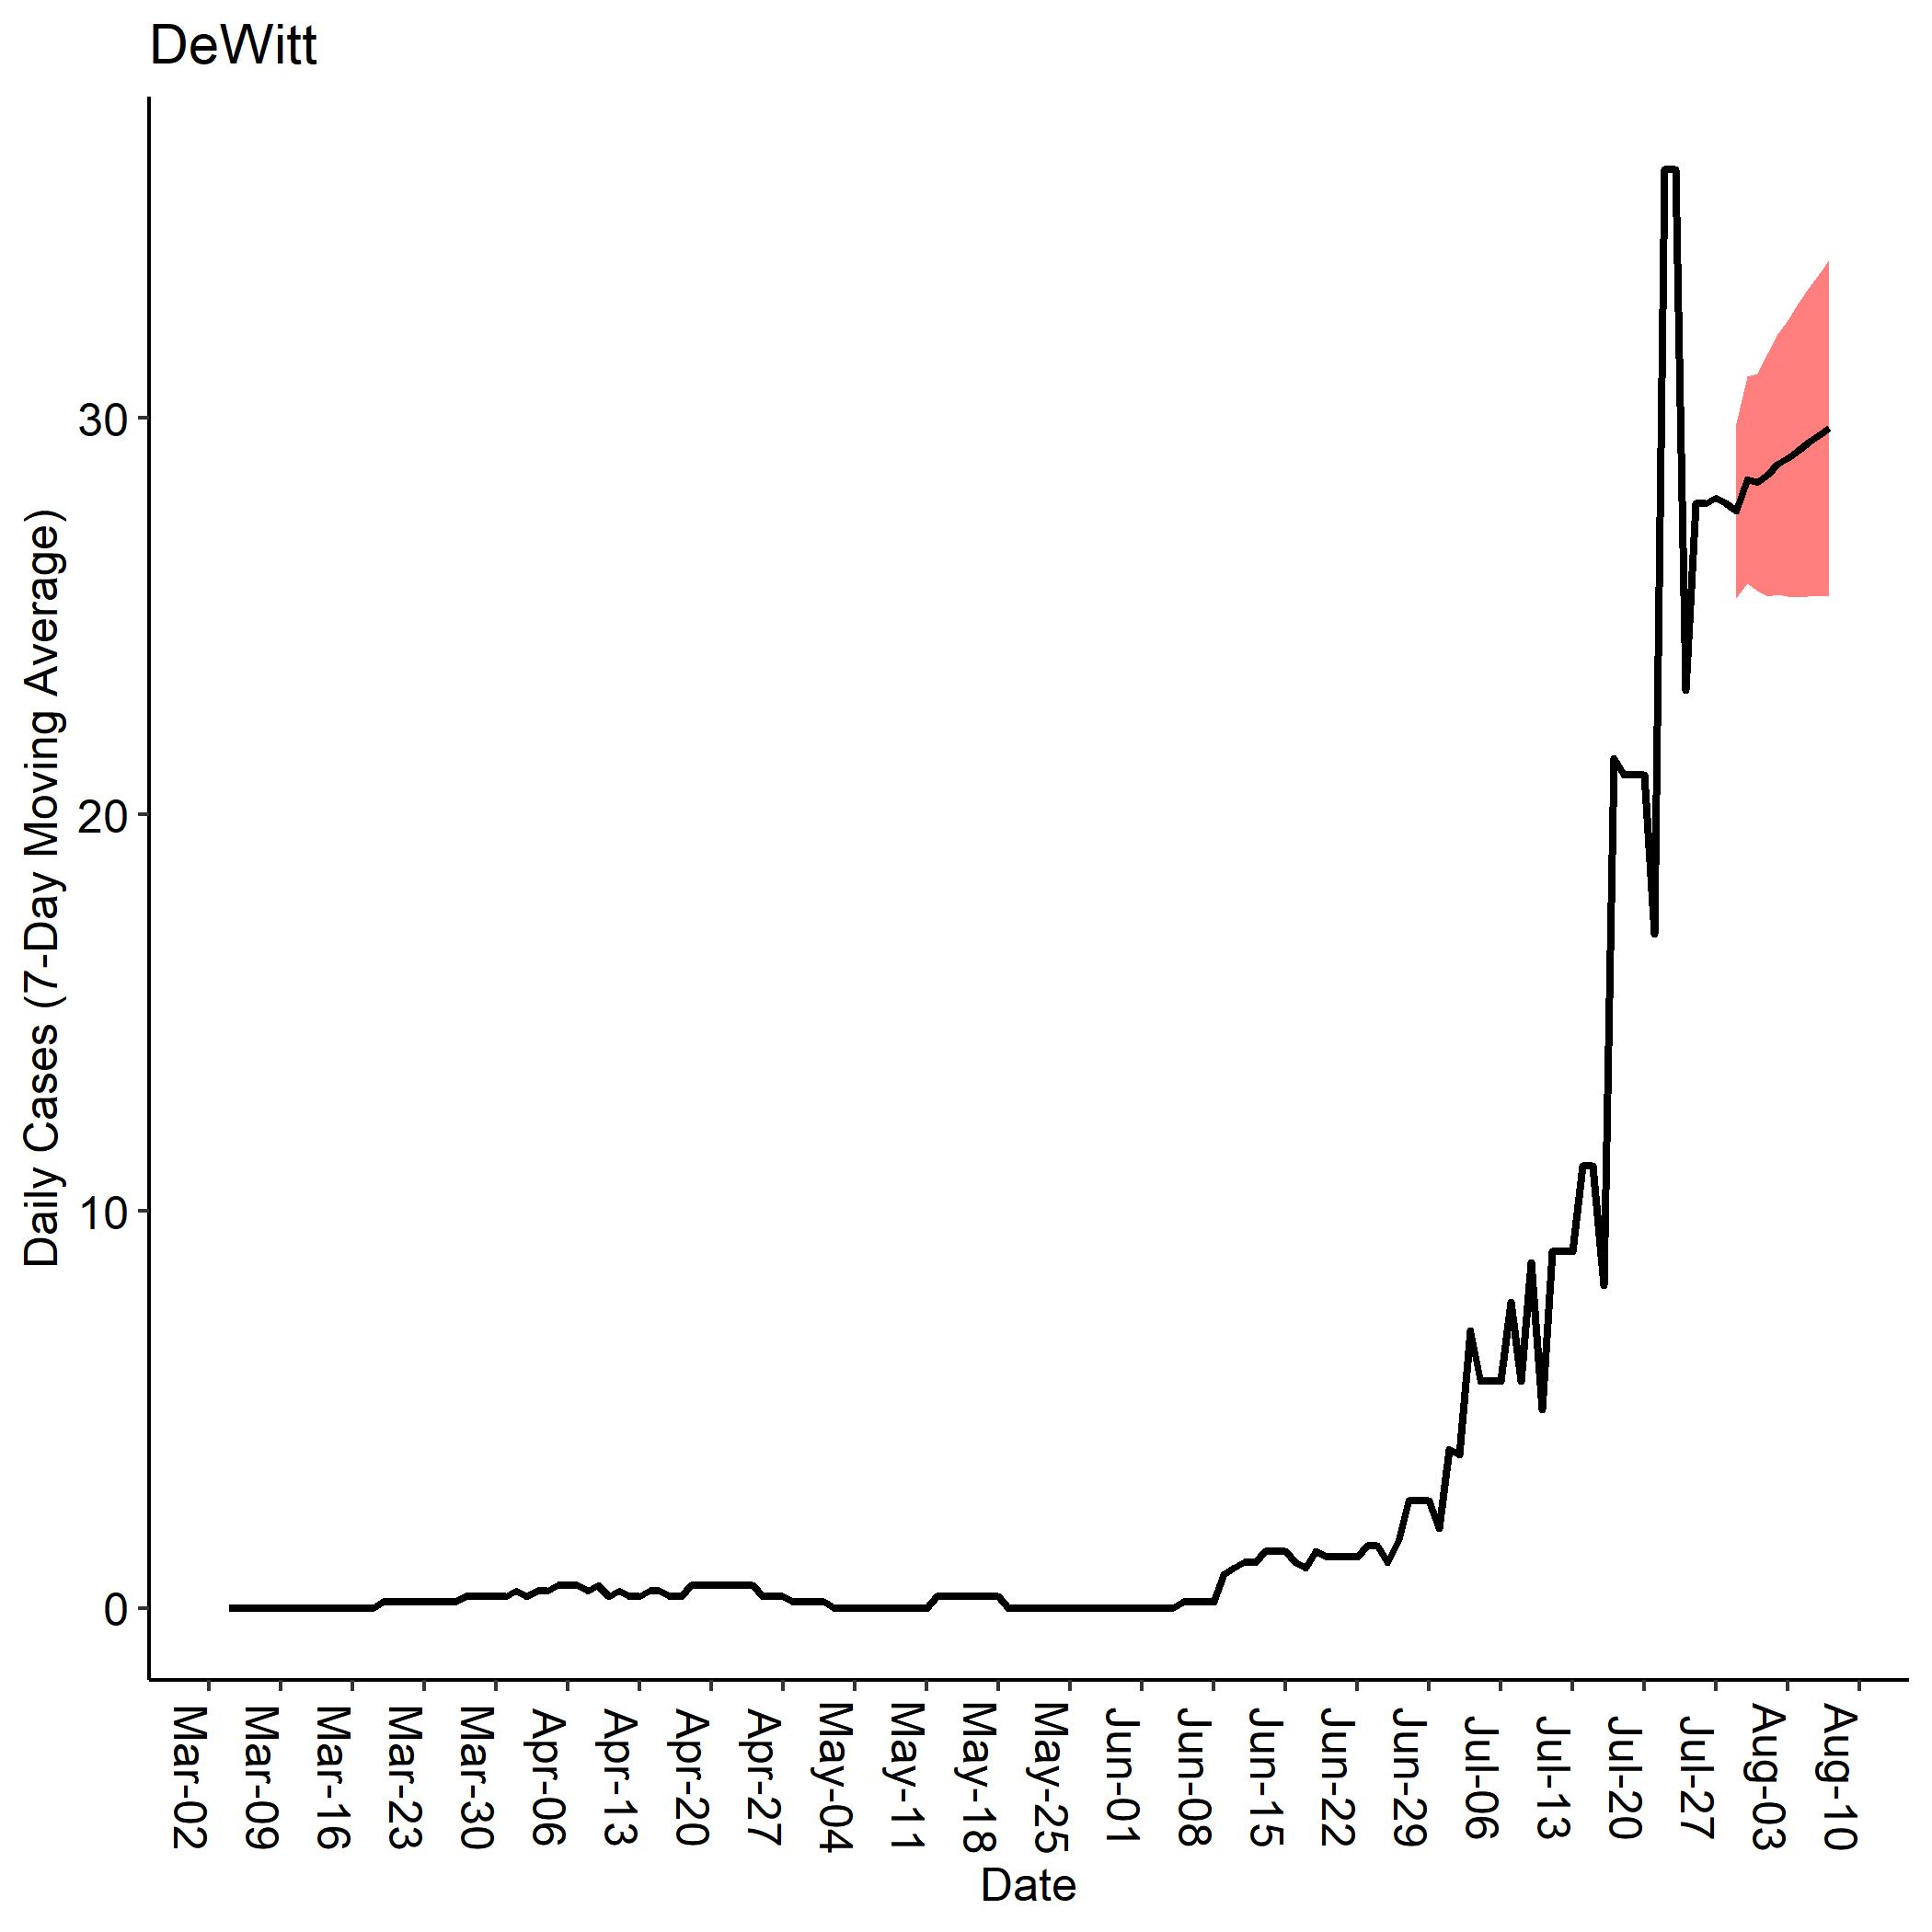 DeWitt
Daily Cases (7-Day Moving Average)
30
20
10
0
Mar-02
Mar-09
Mar-16
Mar-23
Mar-30
Apr-06
Apr-13
Apr-20
Apr-27
May-04
May-11
May-18
May-25
Jun-01
Jun-08
Jun-15
Jun-22
Jun-29
Jul-06
Jul-13
Jul-20
Jul-27
Aug-03
Aug-10
Date